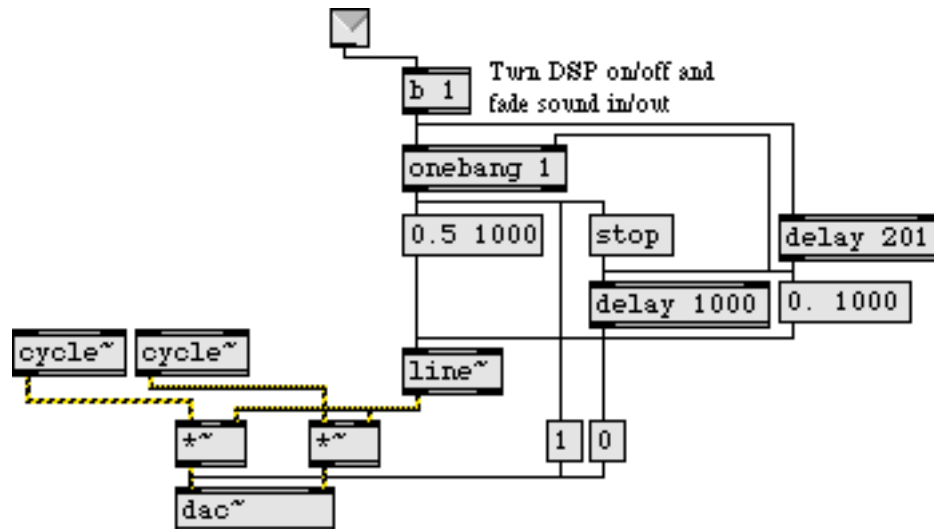 b 1
Turn DSP on/off and
fade sound in/out
onebang 1
0.5 1000
stop
delay 201
delay 1000
0. 1000
cycle~
cycle~
line~
*~
*~
1
0
dac~